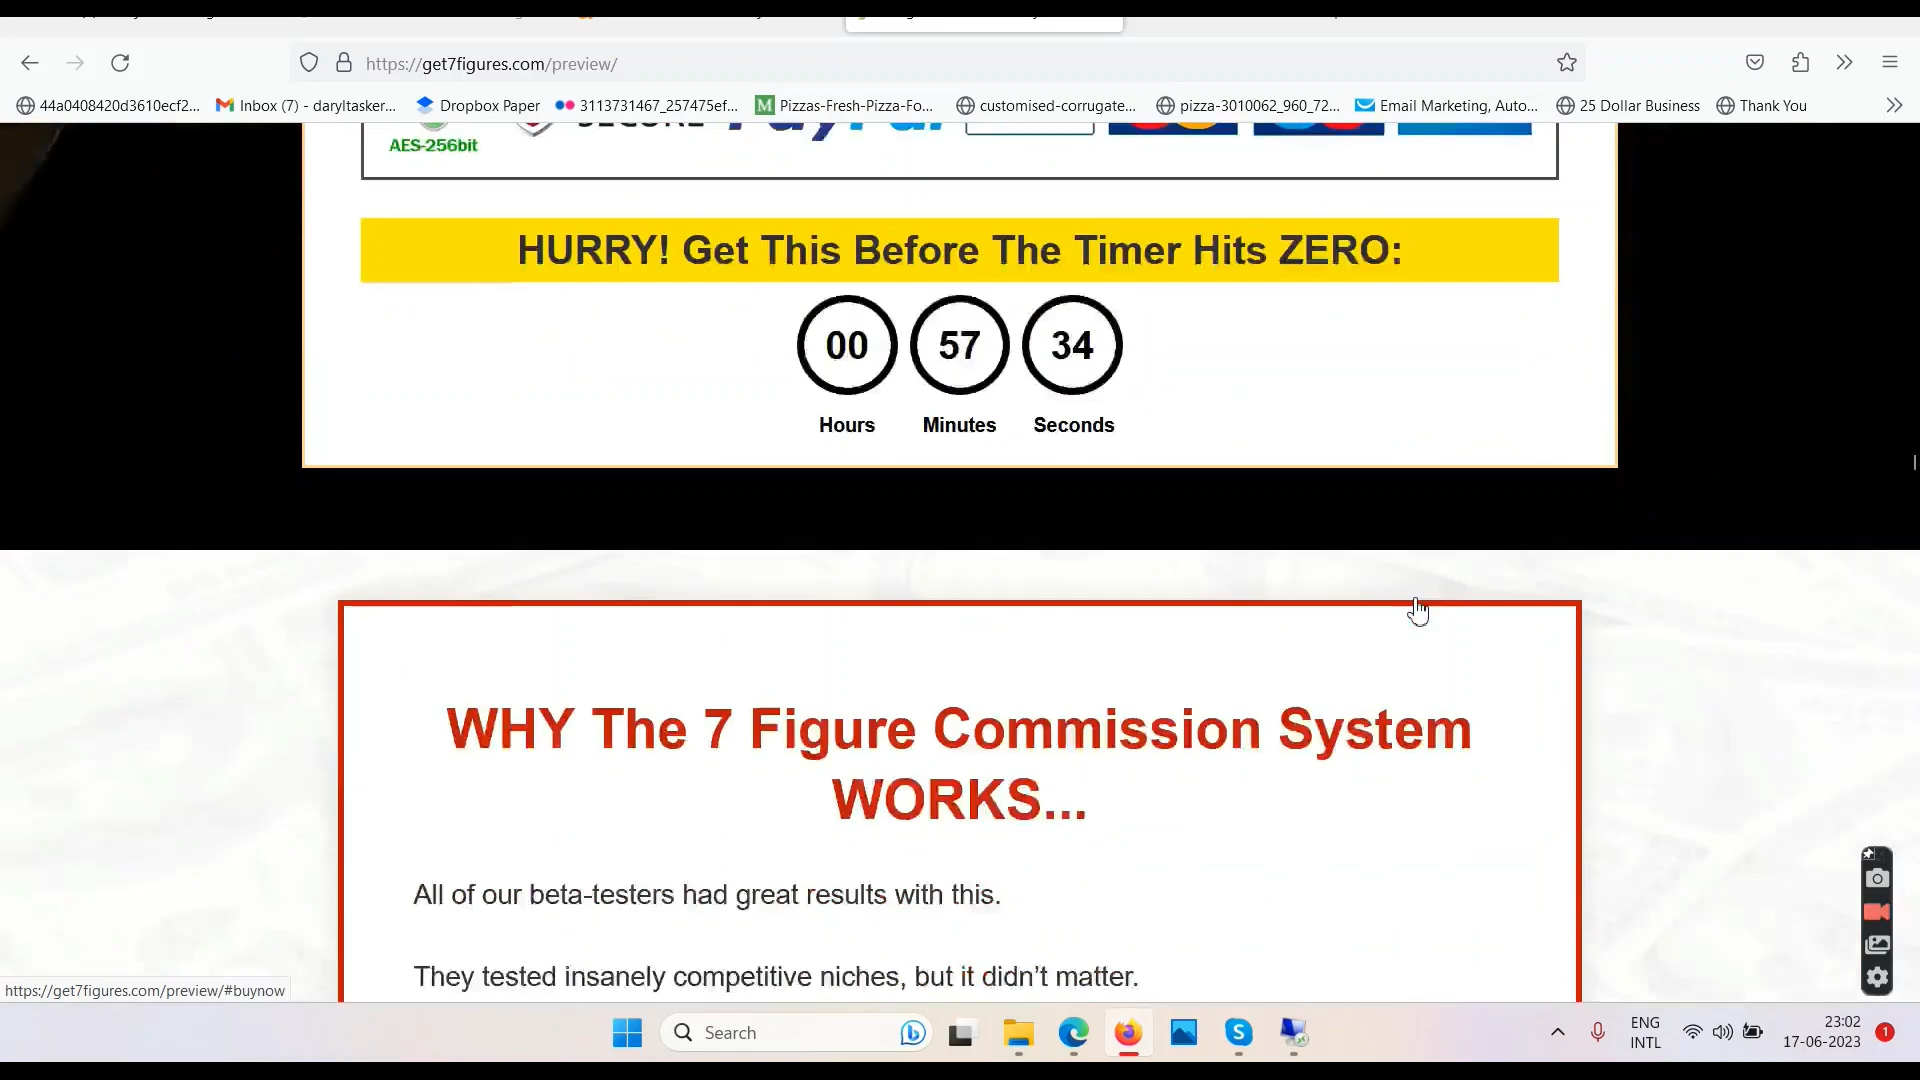 https://get7figures.com/preview/
44a0408420d3610ecf2...
Inbox (7) - daryltasker...
Dropbox Paper
3113731467_257475ef...
Pizzas-Fresh-Pizza-Fo...
customised-corrugate...
pizza-3010062_960_72...
Email Marketing, Auto...
25 Dollar Business
Thank You
SECURE PayPal
AES-256bit
HURRY! Get This Before The Timer Hits ZERO:
00 57 34
Hours Minutes Seconds
WHY The 7 Figure Commission System
WORKS...
All of our beta-testers had great results with this.
They tested insanely competitive niches, but it didn't matter.
https://get7figures.com/preview/#buynow
Search
ENG
INTL
23:02
17-06-2023
1